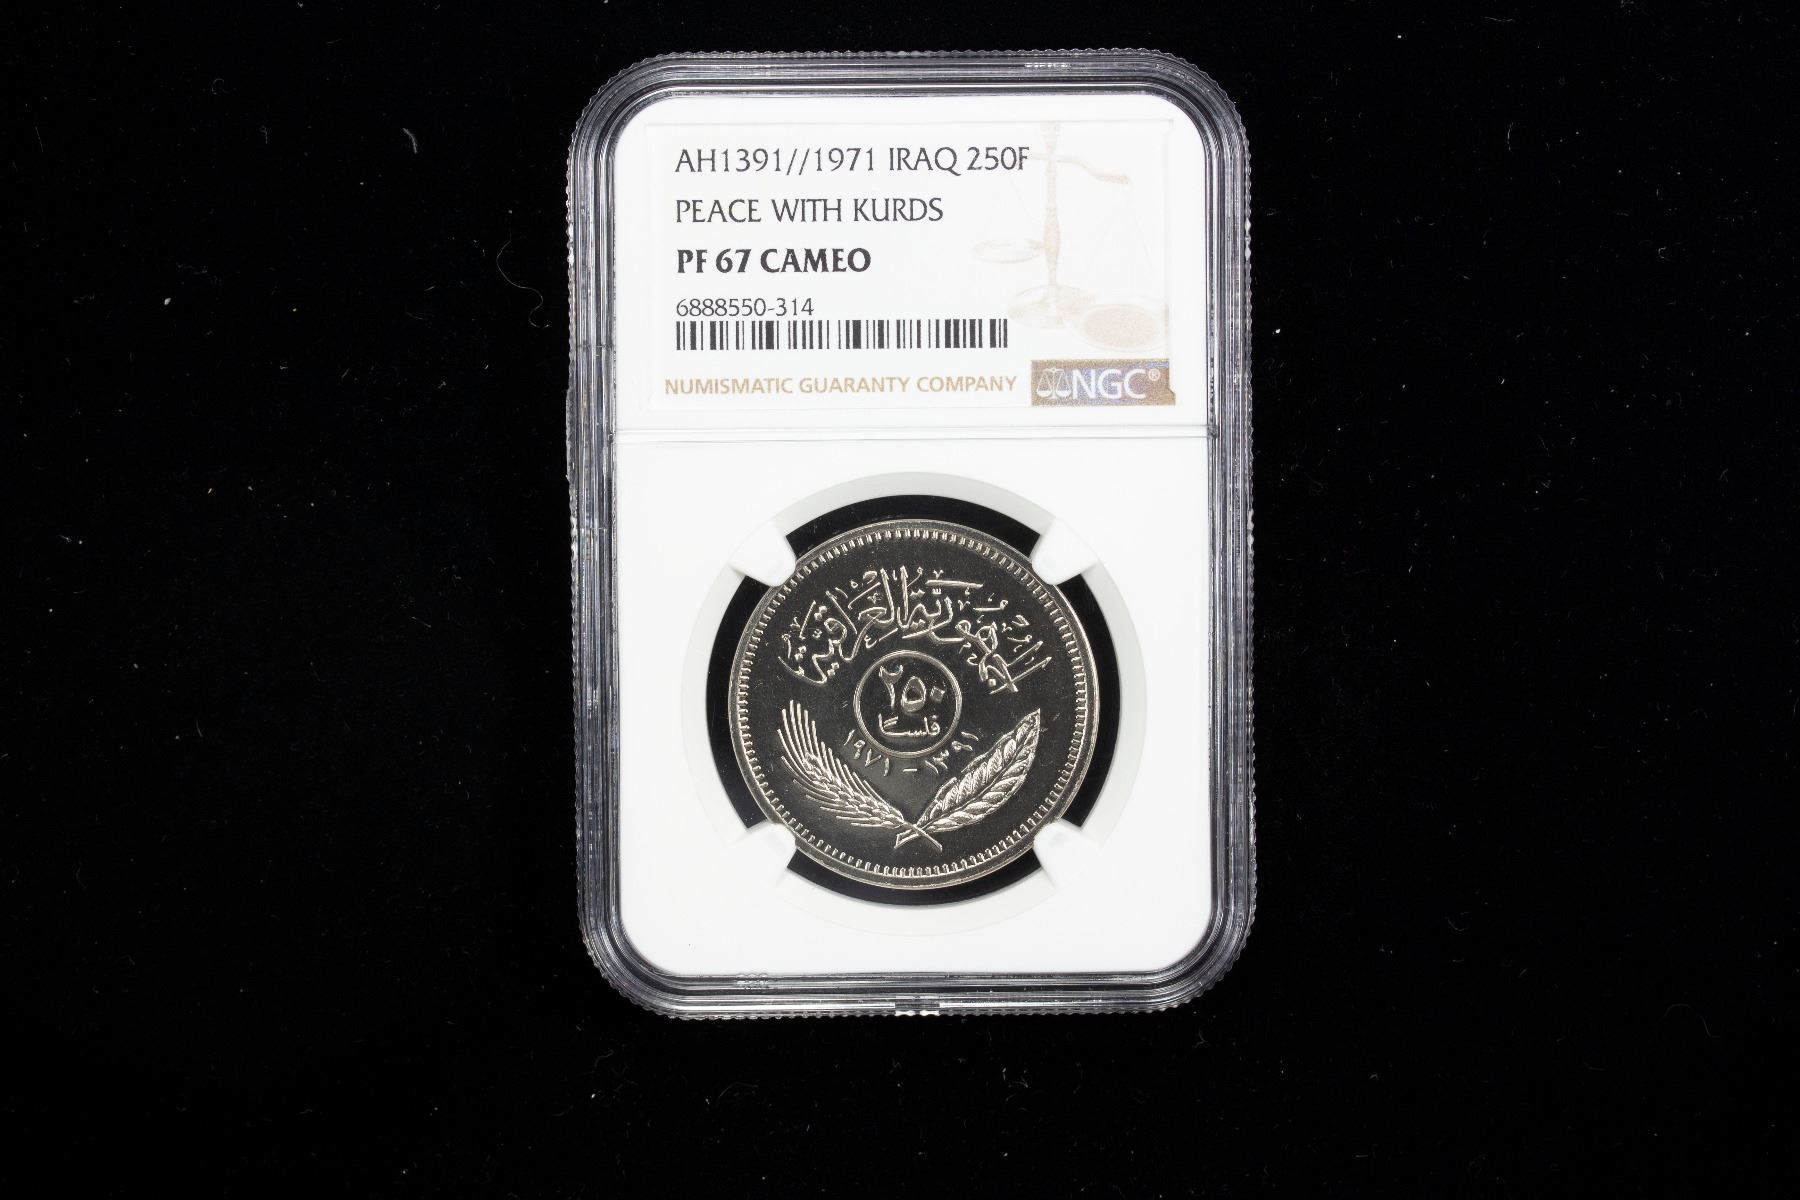 AH1391//1971 IRAQ 250F
PEACE WITH KURDS
PF 67 CAMEO
6888550-314
NUMISMATIC GUARANTY COMPANY
NGC®
الجمهورية العراقية
٢٥٠
فلسًا
١٩٧١ - ١٣٩١